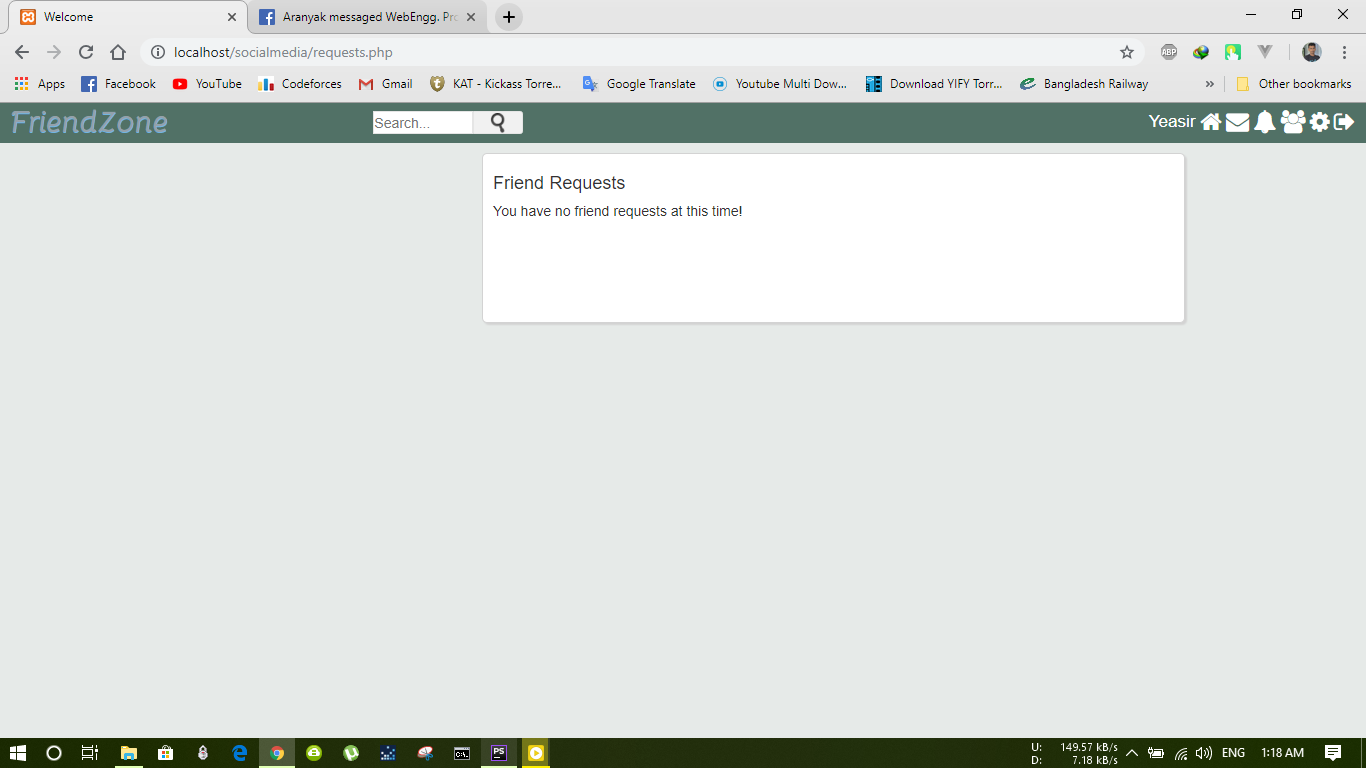 Welcome
Aranyak messaged WebEngg. Pro
localhost/socialmedia/requests.php
ABP
Apps
Facebook
YouTube
Codeforces
Gmail
KAT - Kickass Torre...
Google Translate
Youtube Multi Dow...
Download YIFY Torr...
Bangladesh Railway
»
Other bookmarks
FriendZone
Search...
Yeasir
Friend Requests
You have no friend requests at this time!
U: 149.57 kB/s
D: 7.18 kB/s
ENG
1:18 AM
PS